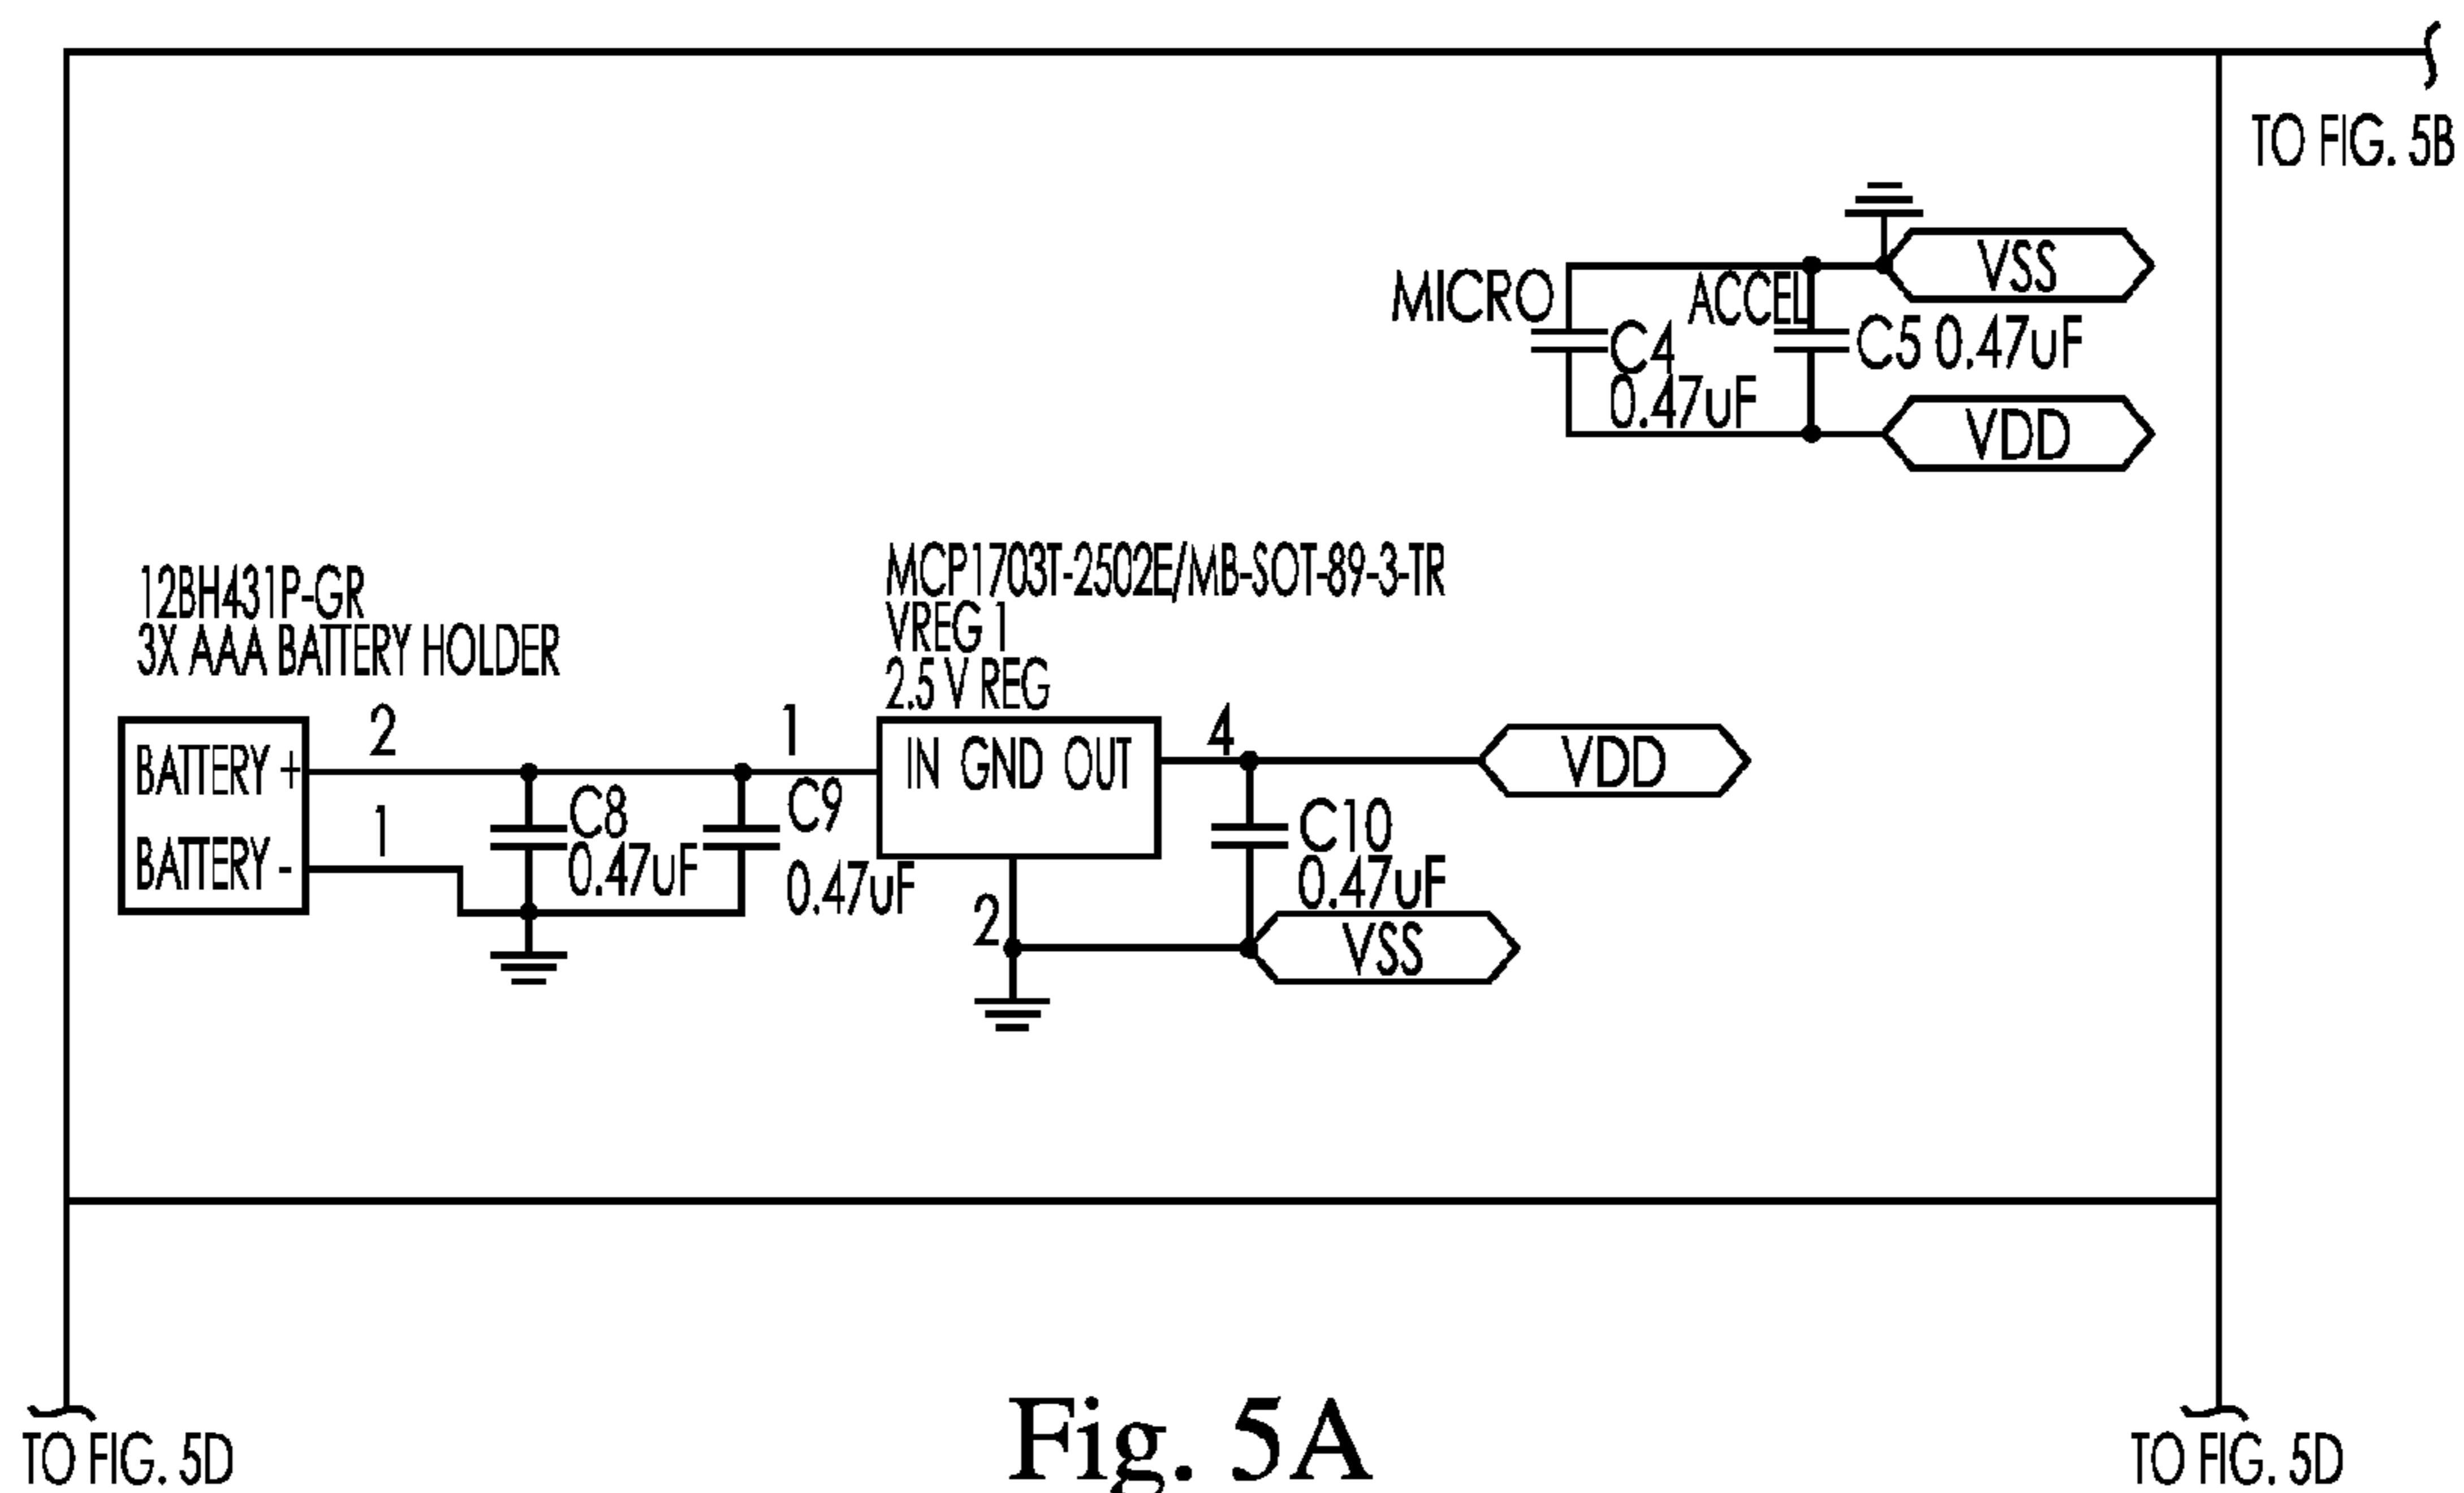 TO FIG. 5B
VSS
MICRO
ACCEL
C4
0.47uF
C5 0.47uF
VDD
12BH431P-GR
3X AAA BATTERY HOLDER
MCP1703T-2502E/MB-SOT-89-3-TR
VREG 1
2.5 V REG
BATTERY +
2
1
IN GND OUT
4
VDD
BATTERY -
1
C8
0.47uF
C9
0.47uF
C10
0.47uF
2
VSS
TO FIG. 5D
Fig. 5A
TO FIG. 5D